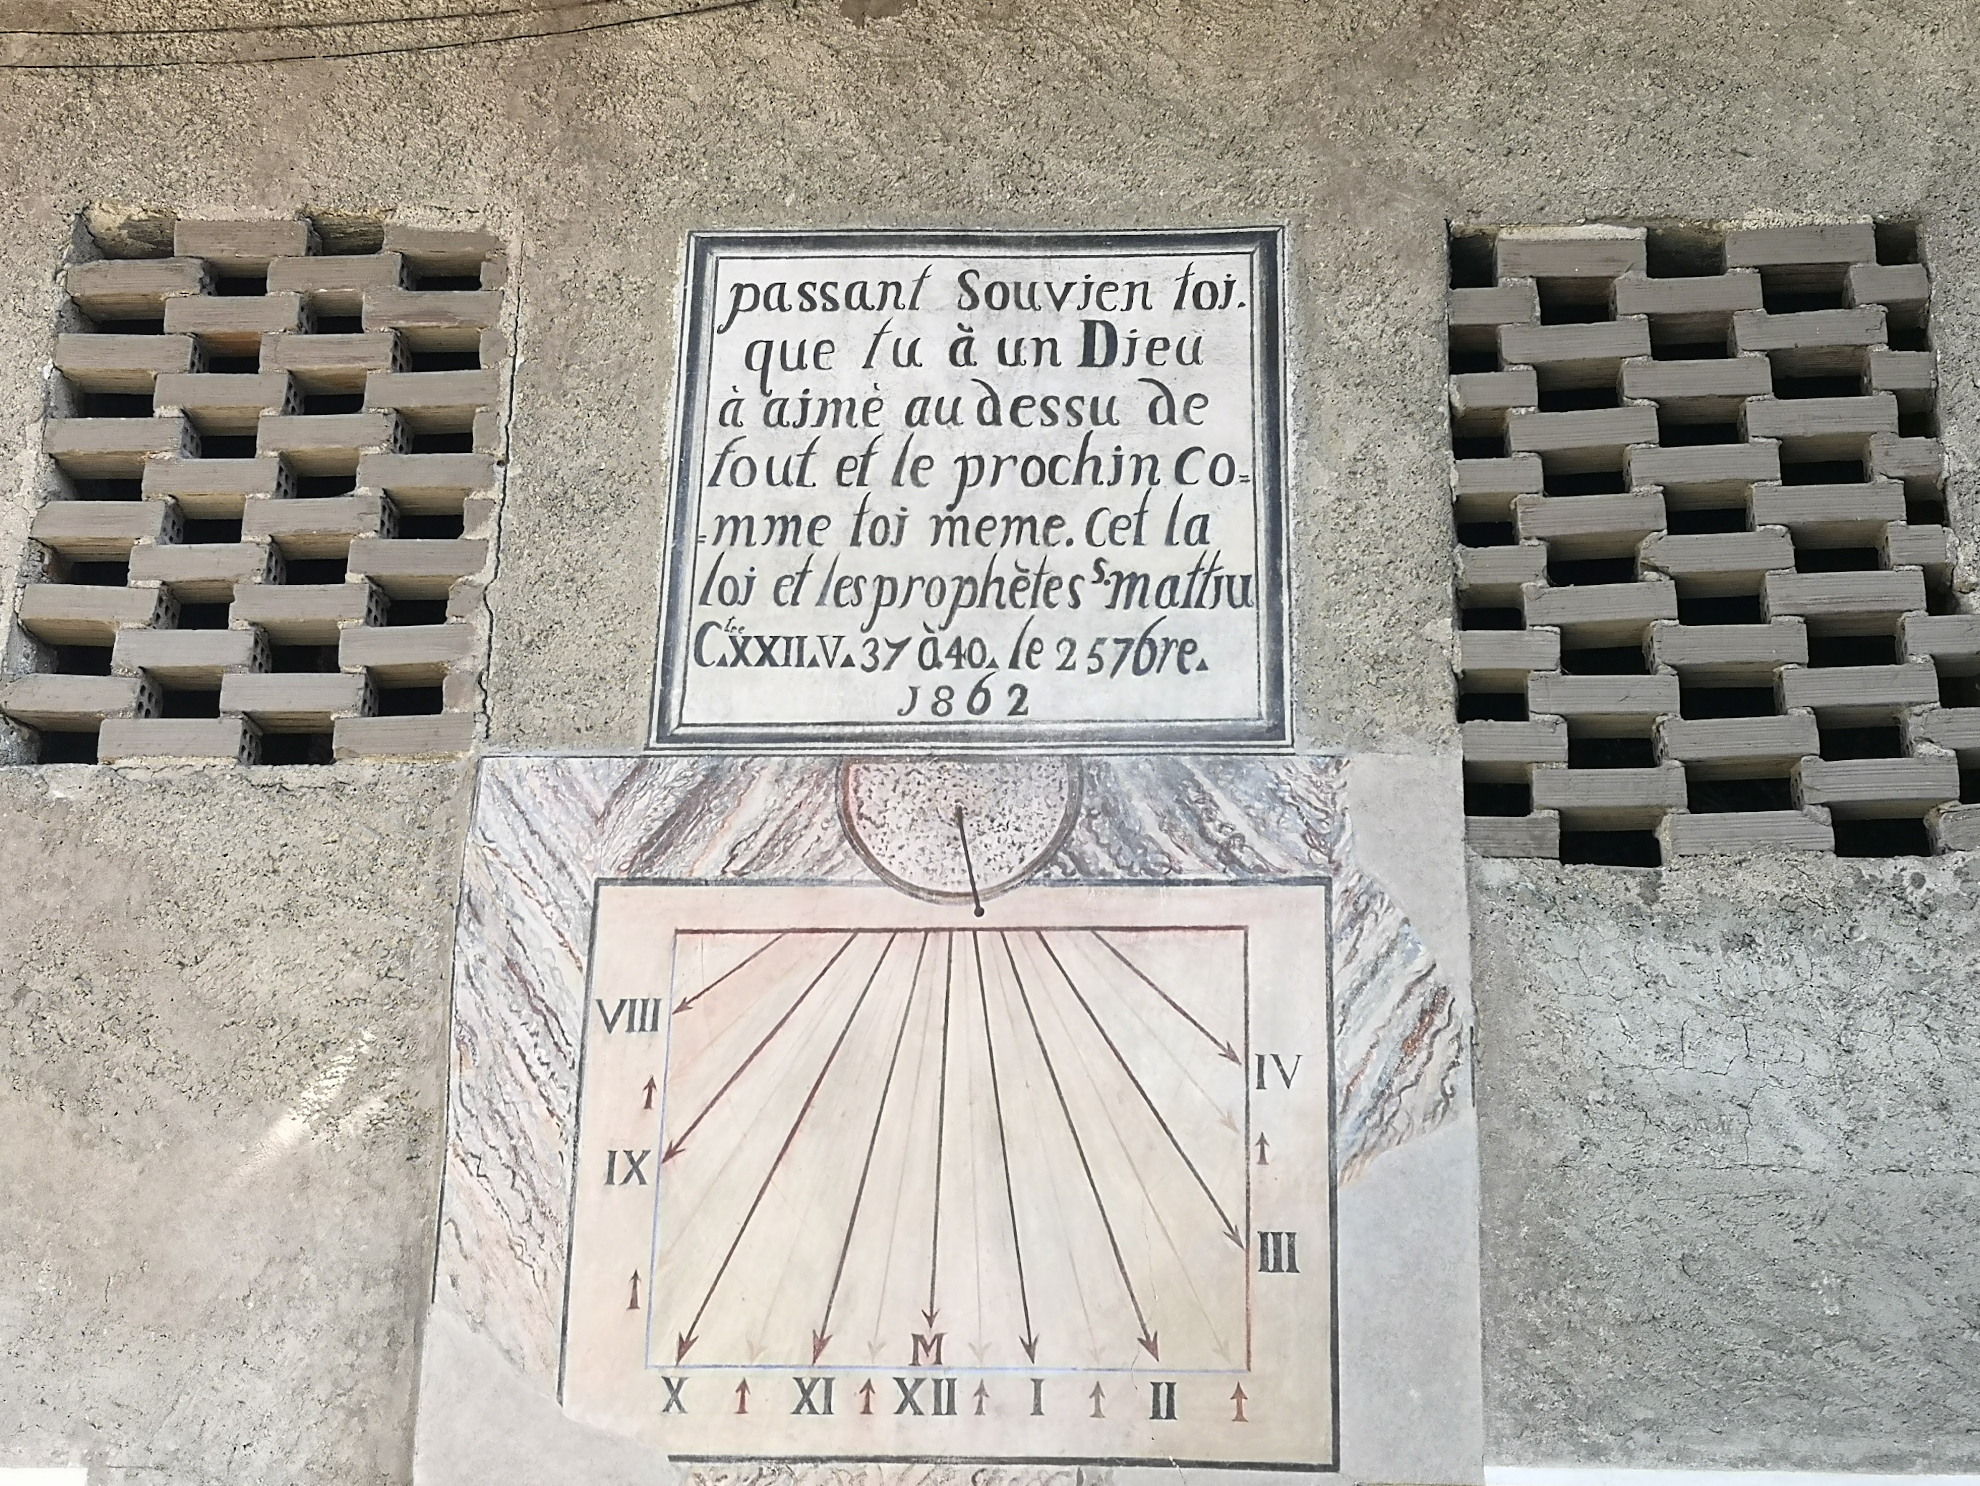 passant Souvien toi.
que tu à un Dieu
à aimè au dessu de
tout et le prochin co=
=mme toi meme. Cet la
loi et les prophètes S. mattiu
C.tre XXII. V. 37 à 40. le 25 7bre.
1862
VIII
IV
IX
III
M
X XI XII I II